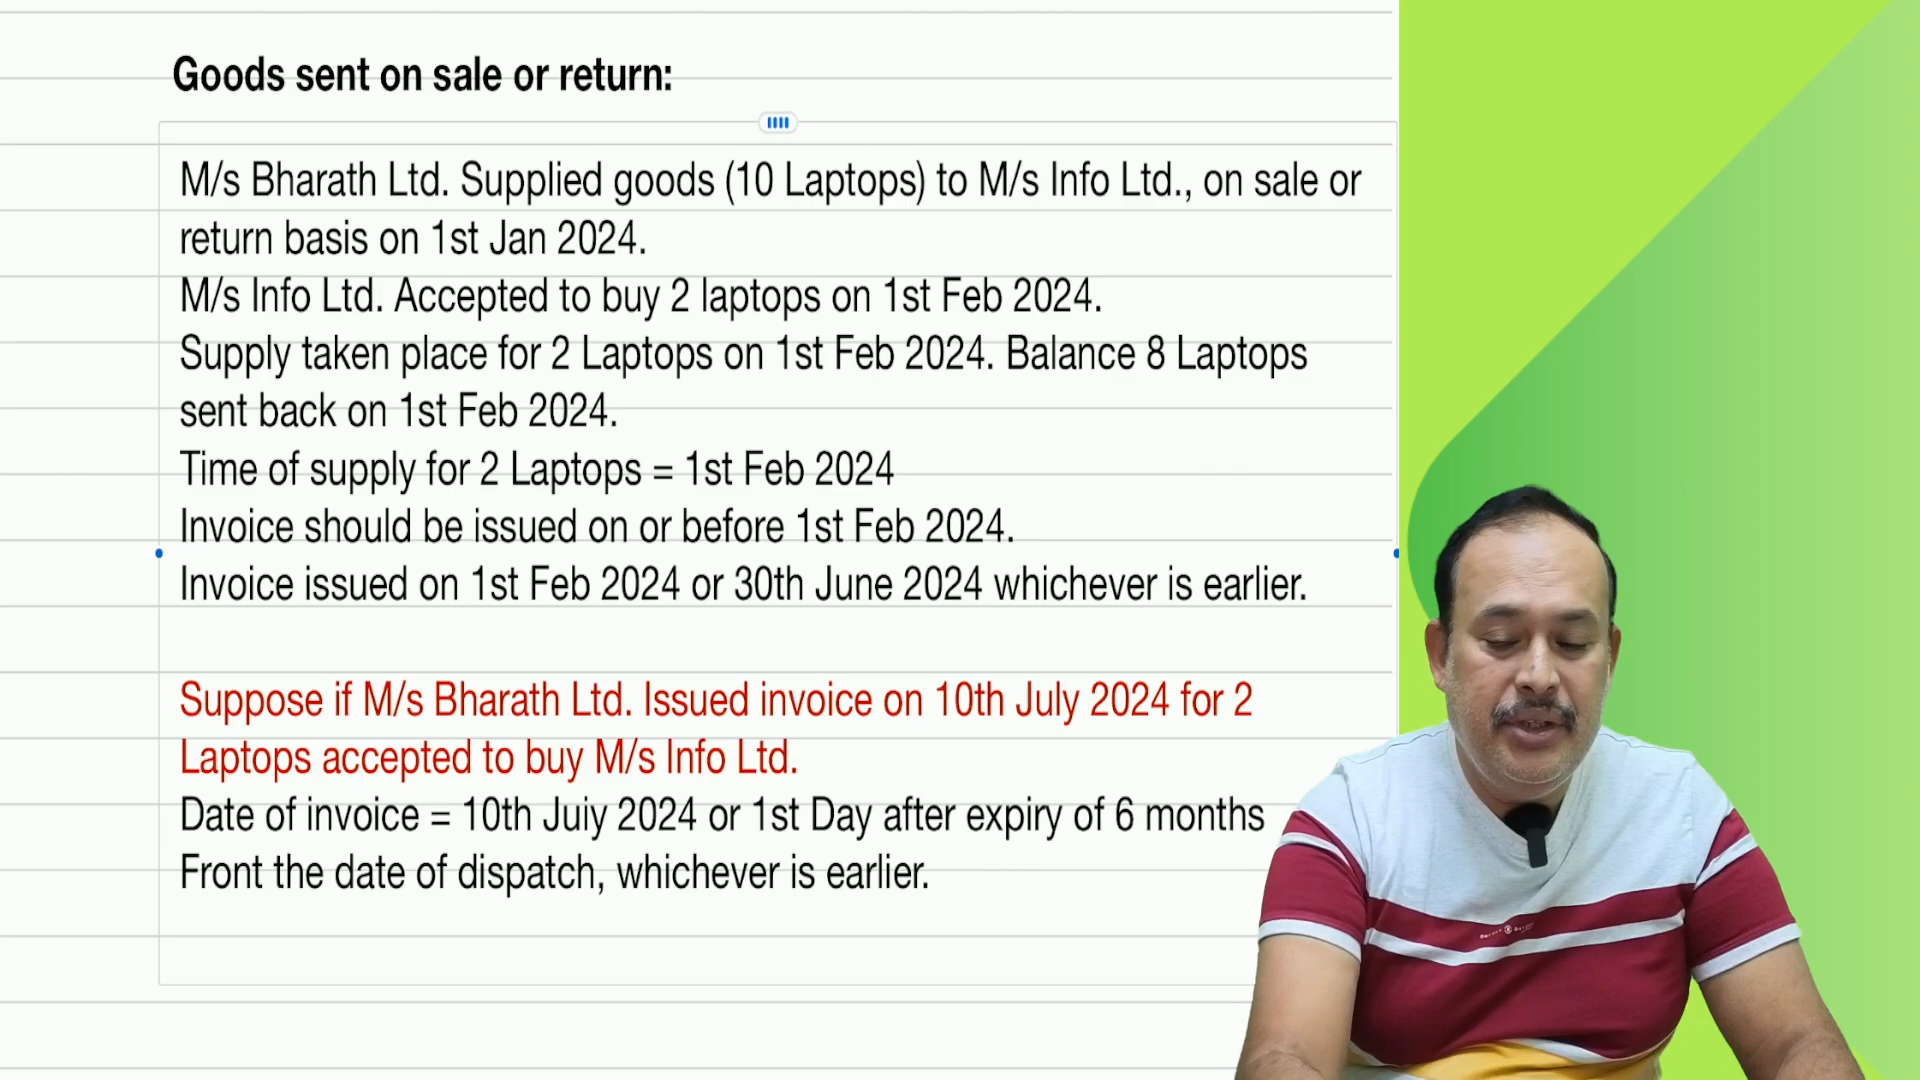 Goods sent on sale or return:
M/s Bharath Ltd. Supplied goods (10 Laptops) to M/s Info Ltd., on sale or
return basis on 1st Jan 2024.
M/s Info Ltd. Accepted to buy 2 laptops on 1st Feb 2024.
Supply taken place for 2 Laptops on 1st Feb 2024. Balance 8 Laptops
sent back on 1st Feb 2024.
Time of supply for 2 Laptops = 1st Feb 2024
Invoice should be issued on or before 1st Feb 2024.
Invoice issued on 1st Feb 2024 or 30th June 2024 whichever is earlier.
Suppose if M/s Bharath Ltd. Issued invoice on 10th July 2024 for 2
Laptops accepted to buy M/s Info Ltd.
Date of invoice = 10th Juiy 2024 or 1st Day after expiry of 6 months
Front the date of dispatch, whichever is earlier.